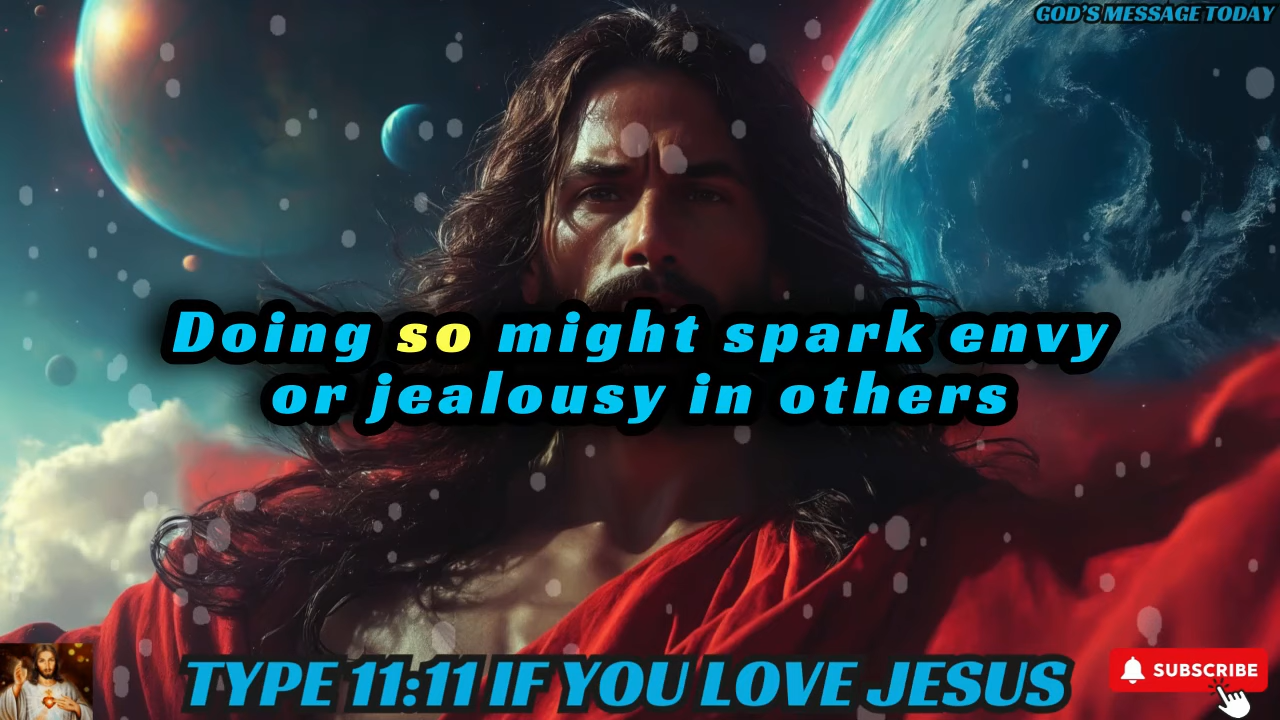 GOD'S MESSAGE TODAY
Doing so might spark envy
or jealousy in others
TYPE 11:11 IF YOU LOVE JESUS
SUBSCRIBE